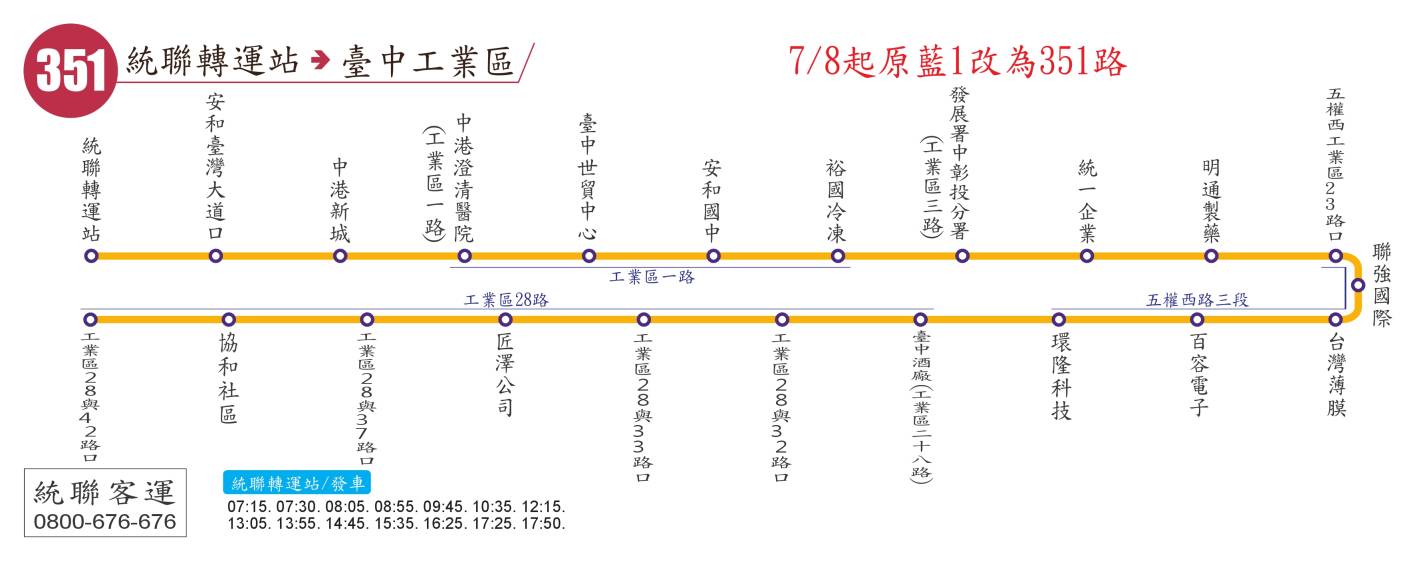 351
統聯轉運站➔臺中工業區
7/8起原藍1改為351路
統聯轉運站
安和臺灣大道口
中港新城
中港澄清醫院
(工業區一路)
臺中世貿中心
安和國中
裕國冷凍
發展署中彰投分署
(工業區三路)
統一企業
明通製藥
五權西工業區23路口
聯強國際
工業區一路
工業區28路
五權西路三段
工業區28與42路口
協和社區
工業區28與37路口
匠澤公司
工業區28與33路口
工業區28與32路口
臺中酒廠(工業區二十八路)
環隆科技
百容電子
台灣薄膜
統聯客運
0800-676-676
統聯轉運站/發車
07:15. 07:30. 08:05. 08:55. 09:45. 10:35. 12:15.
13:05. 13:55. 14:45. 15:35. 16:25. 17:25. 17:50.